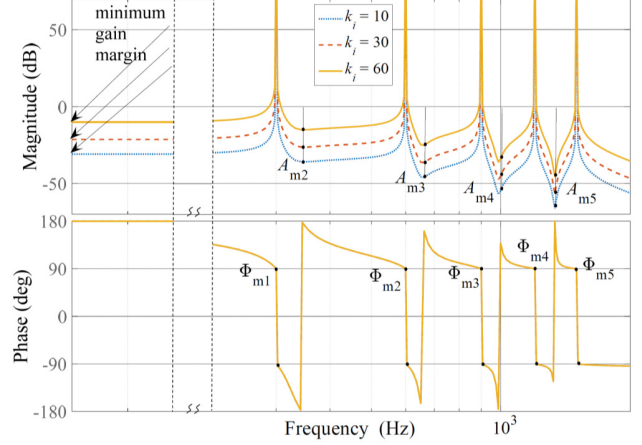 minimum
gain
margin
k_i = 10
k_i = 30
k_i = 60
Magnitude (dB)
50
0
-50
A_m2
A_m3
A_m4
A_m5
Phase (deg)
180
90
0
-90
-180
Φ_m1
Φ_m2
Φ_m3
Φ_m4
Φ_m5
Frequency (Hz)
10^3